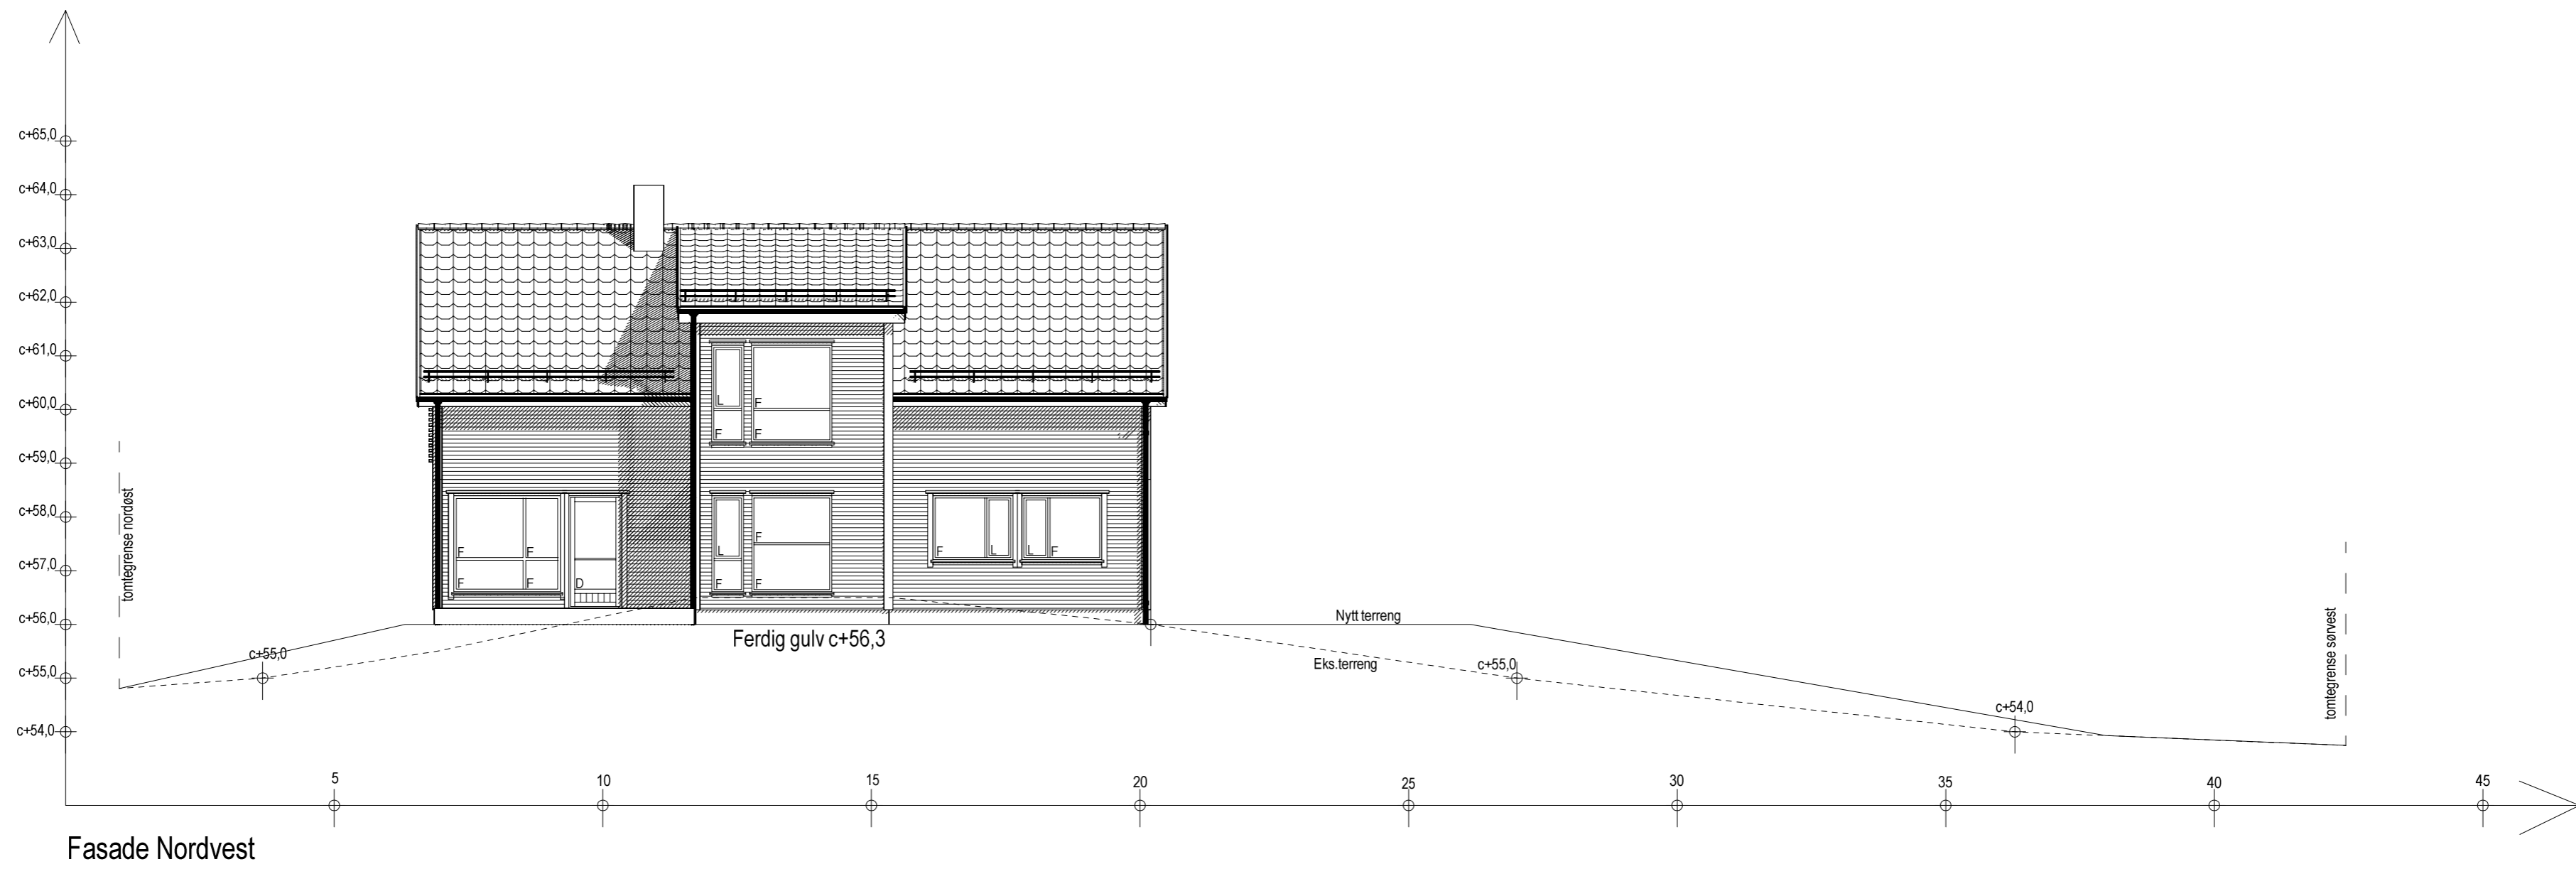 c+65,0
c+64,0
c+63,0
c+62,0
c+61,0
c+60,0
c+59,0
c+58,0
c+57,0
c+56,0
c+55,0
c+54,0
tomtegrense nordøst
c+55,0
L
F
F
F
F
F
F
F
D
L
F
F
F
F
L
L
F
Ferdig gulv c+56,3
Nytt terreng
Eks.terreng
c+55,0
c+54,0
tomtegrense sørvest
5
10
15
20
25
30
35
40
45
Fasade Nordvest